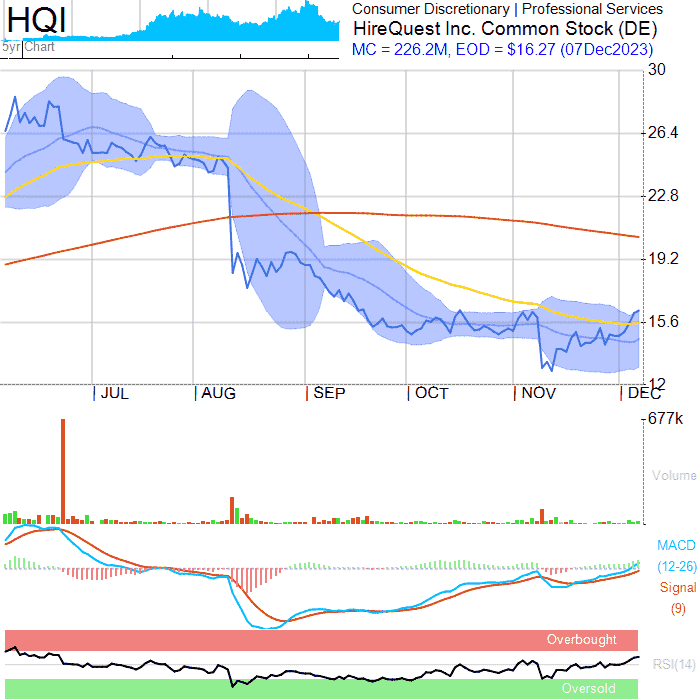 HQI
Consumer Discretionary | Professional Services
HireQuest Inc. Common Stock (DE)
MC = 226.2M, EOD = $16.27 (07Dec2023)
5yr Chart
30
26.4
22.8
19.2
15.6
12
JUL
AUG
SEP
OCT
NOV
DEC
677k
Volume
MACD
(12-26)
Signal
(9)
Overbought
RSI(14)
Oversold